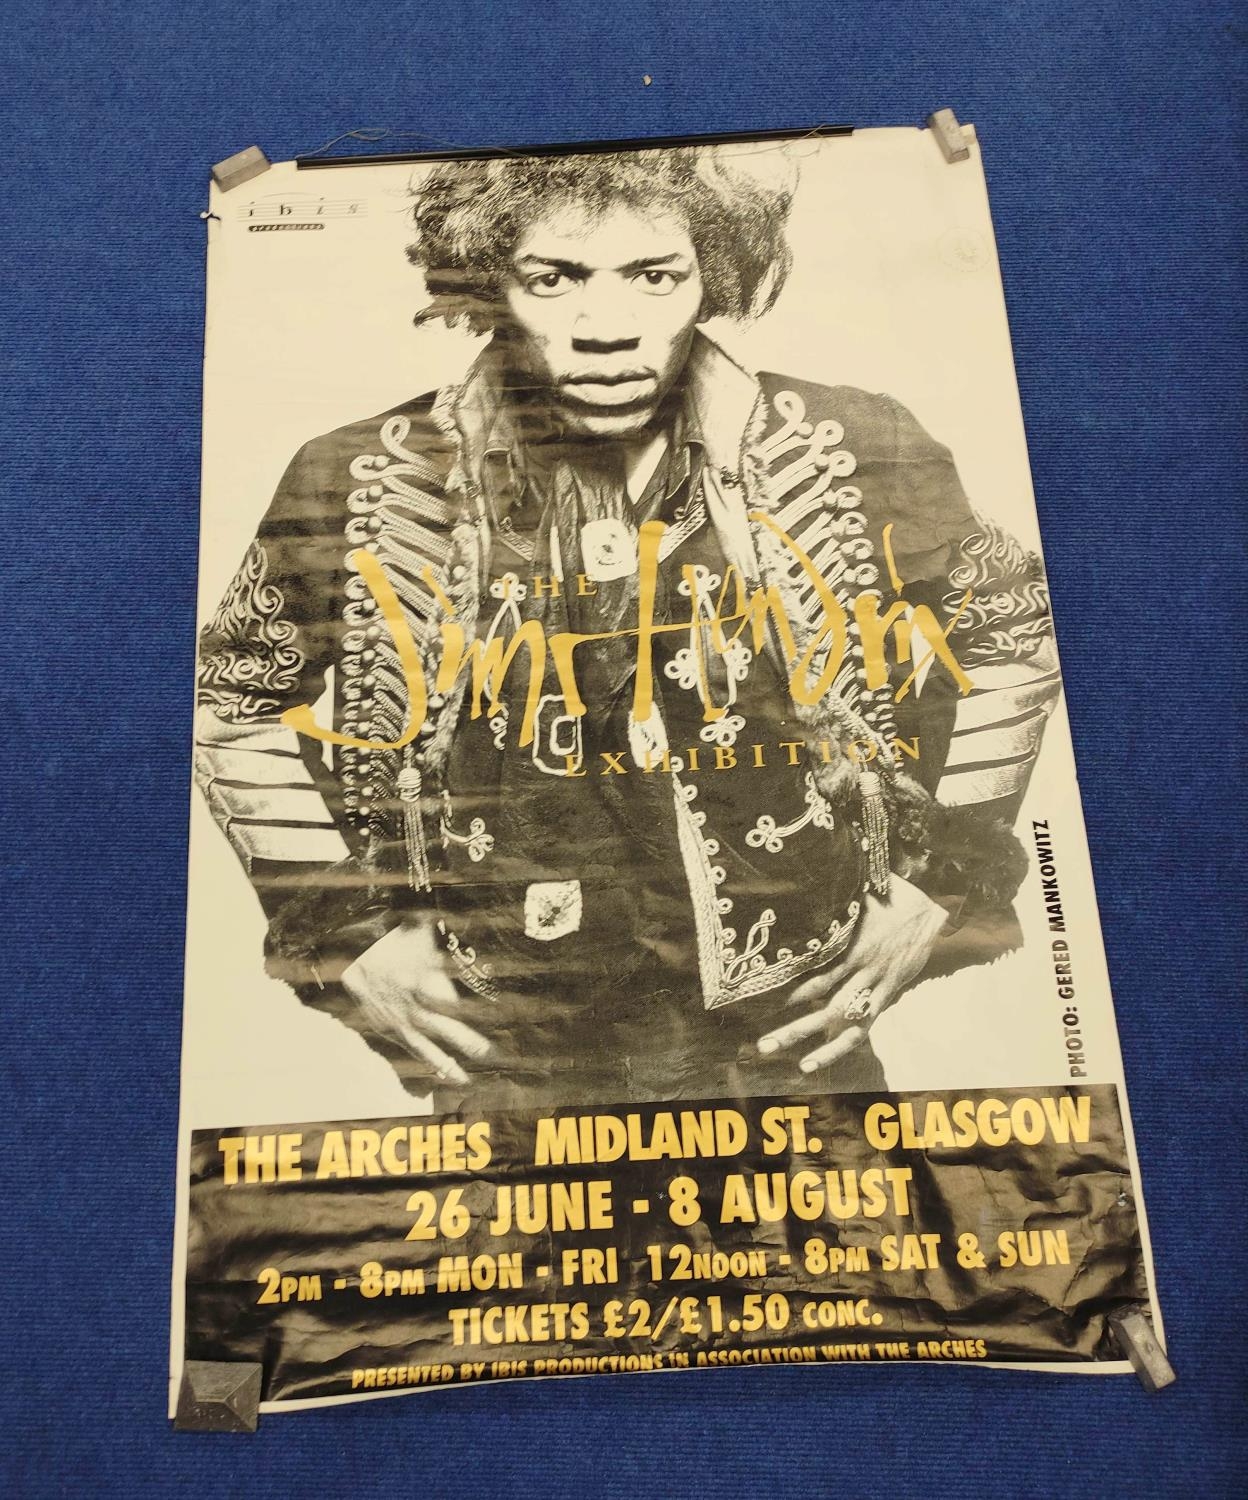 ibis
productions
THE
Jimi Hendrix
EXHIBITION
PHOTO: GERED MANKOWITZ
THE ARCHES MIDLAND ST. GLASGOW
26 JUNE - 8 AUGUST
2PM - 8PM MON - FRI 12NOON - 8PM SAT & SUN
TICKETS £2/£1.50 CONC.
PRESENTED BY IBIS PRODUCTIONS IN ASSOCIATION WITH THE ARCHES